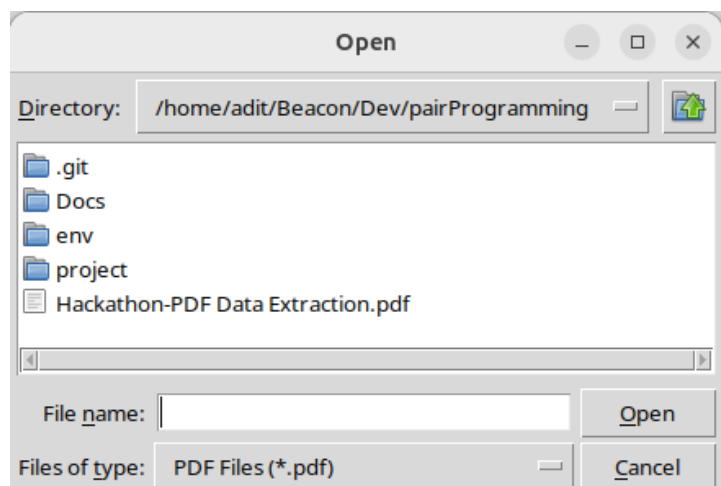 Open
Directory: /home/adit/Beacon/Dev/pairProgramming
.git
Docs
env
project
Hackathon-PDF Data Extraction.pdf
File name: Open
Files of type: PDF Files (*.pdf) Cancel